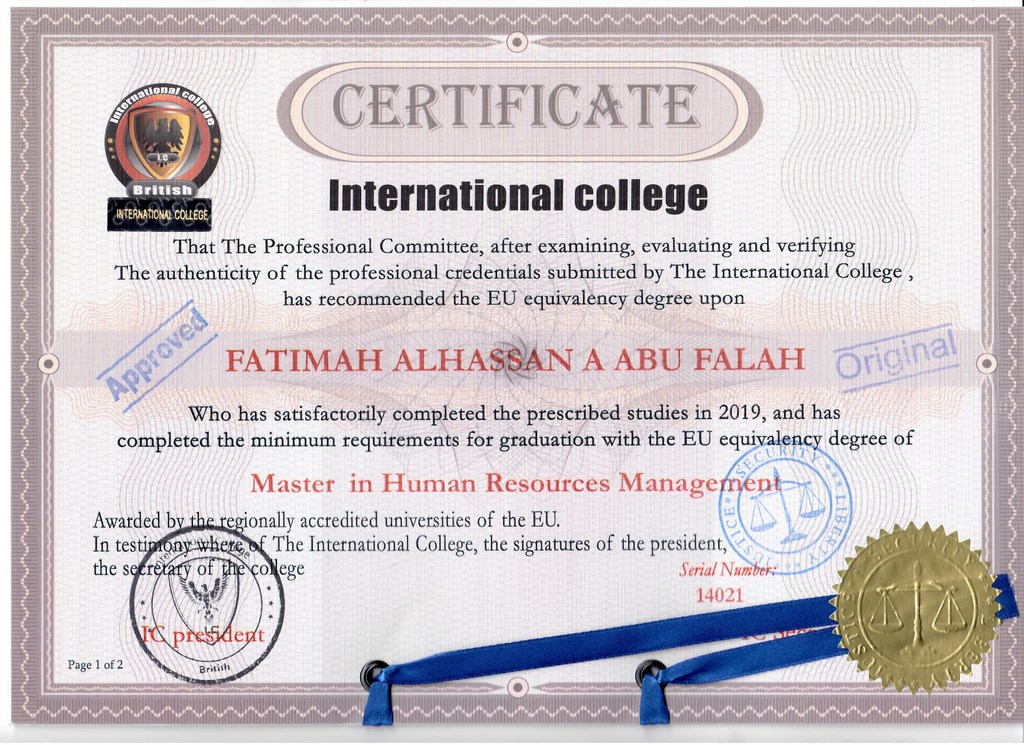 CERTIFICATE
International college
I.C
British
INTERNATIONAL COLLEGE
International college
That The Professional Committee, after examining, evaluating and verifying
The authenticity of the professional credentials submitted by The International College ,
has recommended the EU equivalency degree upon
Approved
FATIMAH ALHASSAN A ABU FALAH
Original
Who has satisfactorily completed the prescribed studies in 2019, and has
completed the minimum requirements for graduation with the EU equivalency degree of
Master in Human Resources Management
SECURITY LIBERTY JUSTICE
Awarded by the regionally accredited universities of the EU.
In testimony where of The International College, the signatures of the president,
the secretary of the college
Serial Number:
14021
IC president
British
IC
Page 1 of 2